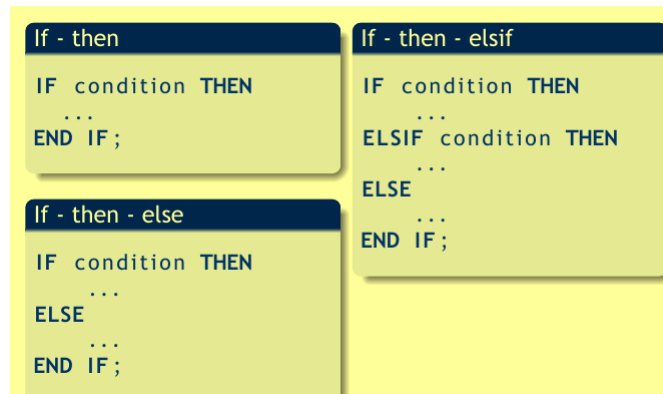 If - then
IF condition THEN
...
END IF;
If - then - else
IF condition THEN
...
ELSE
...
END IF;
If - then - elsif
IF condition THEN
...
ELSIF condition THEN
...
ELSE
...
END IF;